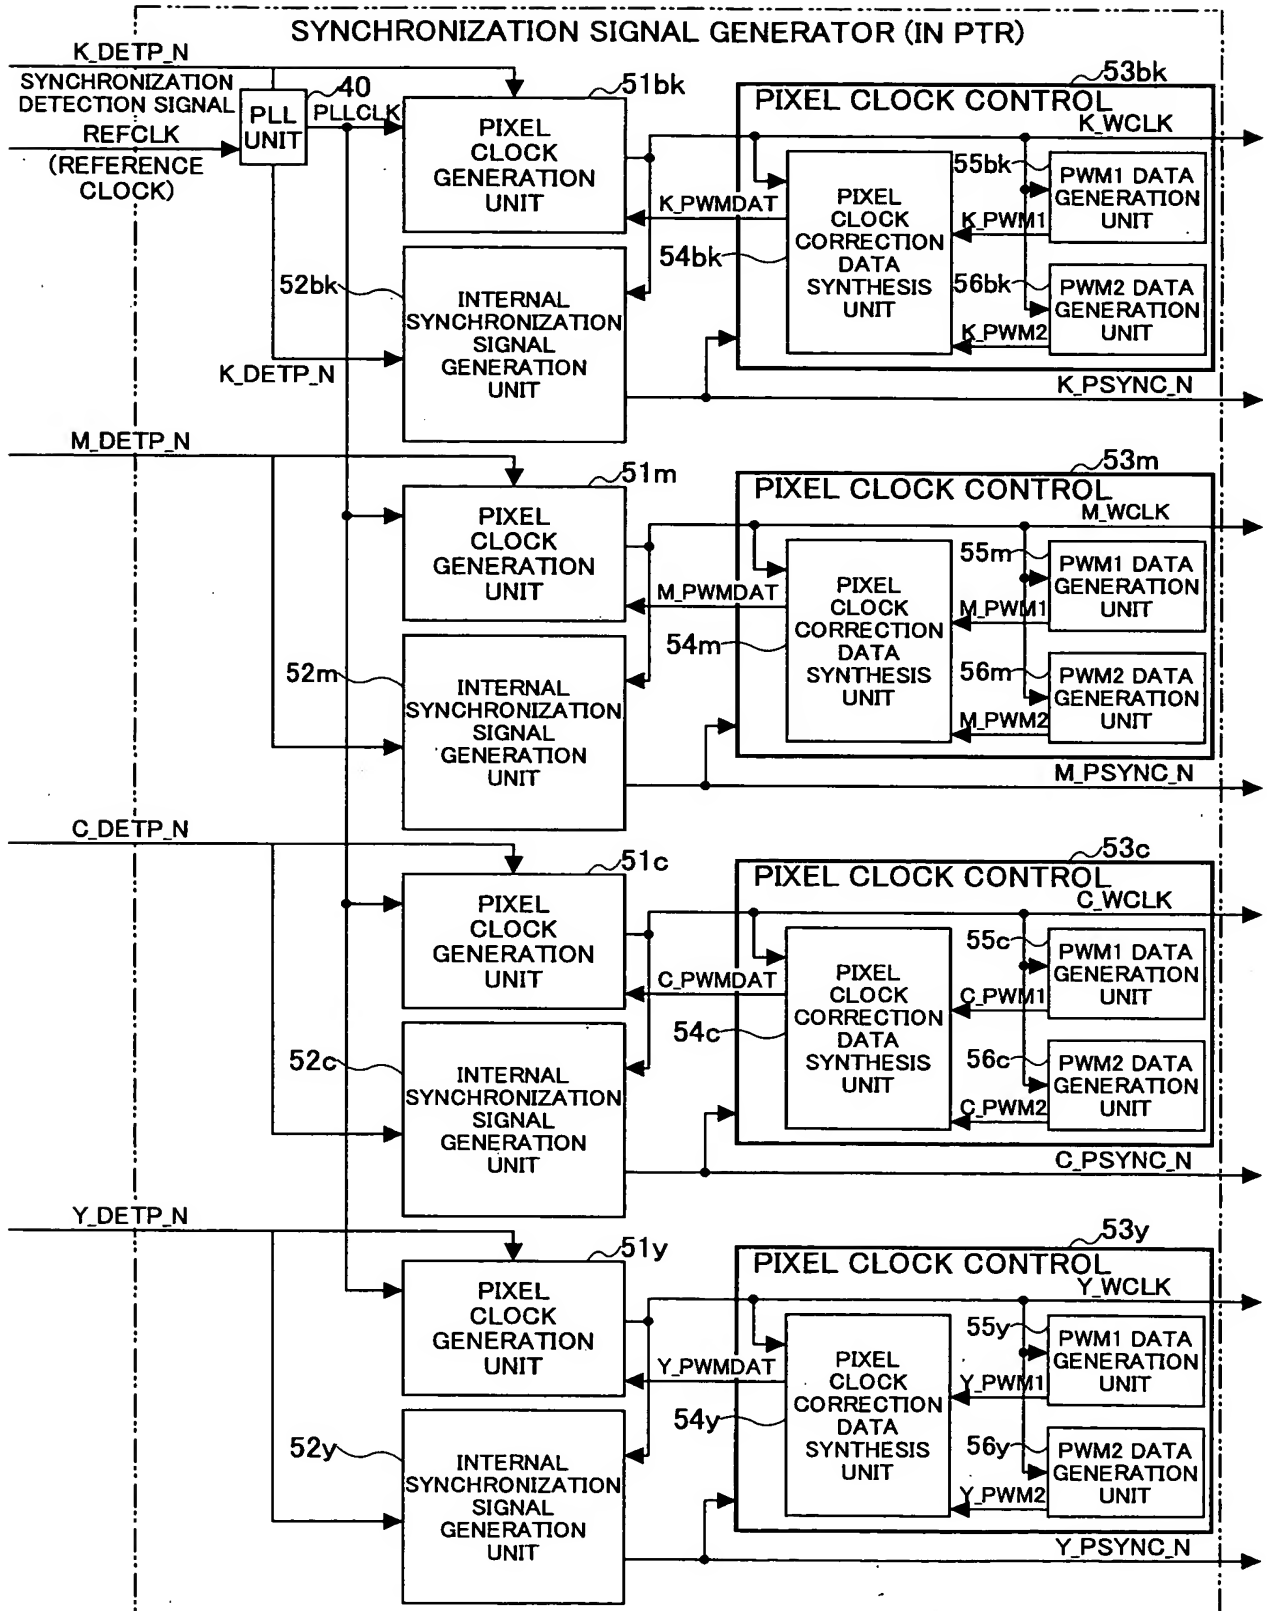 SYNCHRONIZATION SIGNAL GENERATOR (IN PTR)
K_DETP_N
SYNCHRONIZATION
DETECTION SIGNAL
REFCLK
(REFERENCE
CLOCK)
40
PLL
UNIT
PLLCLK
51bk
PIXEL
CLOCK
GENERATION
UNIT
52bk
INTERNAL
SYNCHRONIZATION
SIGNAL
GENERATION
UNIT
K_DETP_N
53bk
PIXEL CLOCK CONTROL
K_WCLK
K_PWMDAT
54bk
PIXEL
CLOCK
CORRECTION
DATA
SYNTHESIS
UNIT
55bk
PWM1 DATA
GENERATION
UNIT
K_PWM1
56bk
PWM2 DATA
GENERATION
UNIT
K_PWM2
K_PSYNC_N
M_DETP_N
51m
PIXEL
CLOCK
GENERATION
UNIT
52m
INTERNAL
SYNCHRONIZATION
SIGNAL
GENERATION
UNIT
53m
PIXEL CLOCK CONTROL
M_WCLK
M_PWMDAT
54m
PIXEL
CLOCK
CORRECTION
DATA
SYNTHESIS
UNIT
55m
PWM1 DATA
GENERATION
UNIT
M_PWM1
56m
PWM2 DATA
GENERATION
UNIT
M_PWM2
M_PSYNC_N
C_DETP_N
51c
PIXEL
CLOCK
GENERATION
UNIT
52c
INTERNAL
SYNCHRONIZATION
SIGNAL
GENERATION
UNIT
53c
PIXEL CLOCK CONTROL
C_WCLK
C_PWMDAT
54c
PIXEL
CLOCK
CORRECTION
DATA
SYNTHESIS
UNIT
55c
PWM1 DATA
GENERATION
UNIT
C_PWM1
56c
PWM2 DATA
GENERATION
UNIT
C_PWM2
C_PSYNC_N
Y_DETP_N
51y
PIXEL
CLOCK
GENERATION
UNIT
52y
INTERNAL
SYNCHRONIZATION
SIGNAL
GENERATION
UNIT
53y
PIXEL CLOCK CONTROL
Y_WCLK
Y_PWMDAT
54y
PIXEL
CLOCK
CORRECTION
DATA
SYNTHESIS
UNIT
55y
PWM1 DATA
GENERATION
UNIT
Y_PWM1
56y
PWM2 DATA
GENERATION
UNIT
Y_PWM2
Y_PSYNC_N